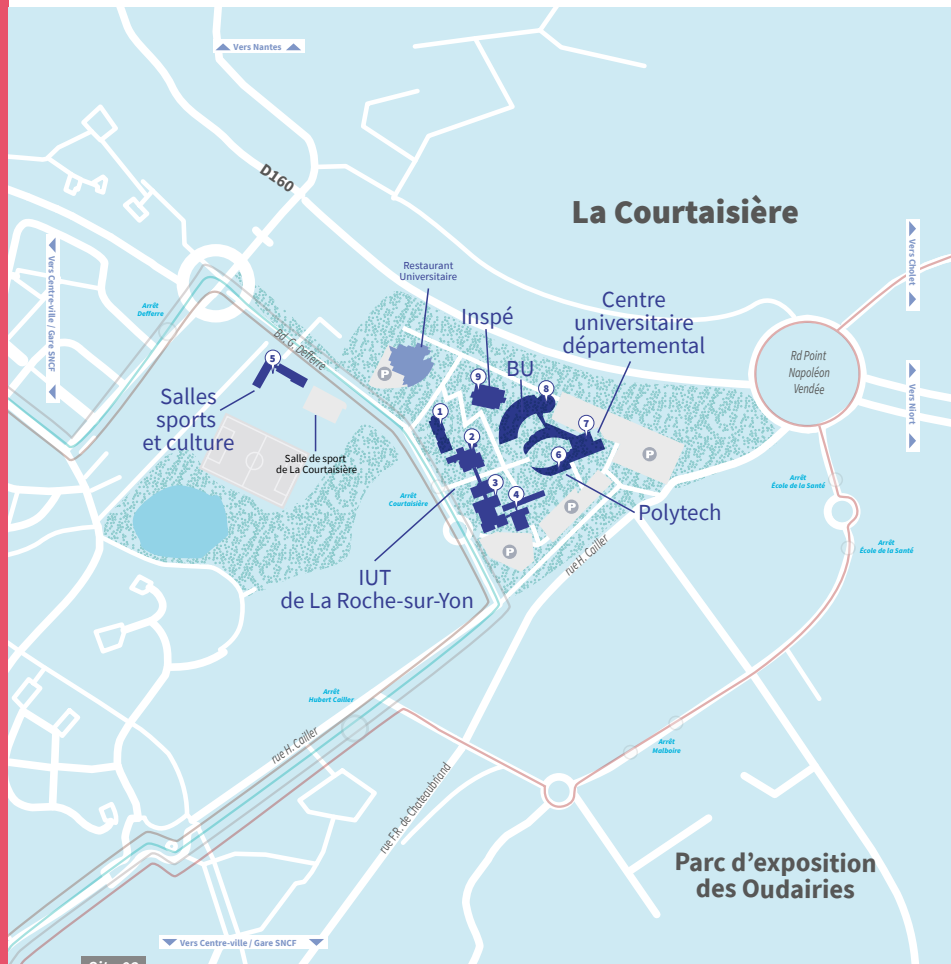 Vers Nantes
D160
La Courtaisière
Vers Cholet
Vers Centre-ville / Gare SNCF
Restaurant
Universitaire
Arrêt
Defferre
Centre
universitaire
départemental
Inspé
Bd. G. Defferre
Rd Point
Napoléon
Vendée
BU
5
P
9
8
Vers Niort
Salles
sports
et culture
1
2
7
6
P
Salle de sport
de La Courtaisière
3
4
Arrêt
École de la Santé
Arrêt
Courtaisière
P
Polytech
Arrêt
École de la Santé
P
rue H. Cailler
IUT
de La Roche-sur-Yon
Arrêt
Hubert Cailler
rue H. Cailler
Arrêt
Malboire
rue F.R. de Chateaubriand
Parc d'exposition
des Oudairies
Vers Centre-ville / Gare SNCF